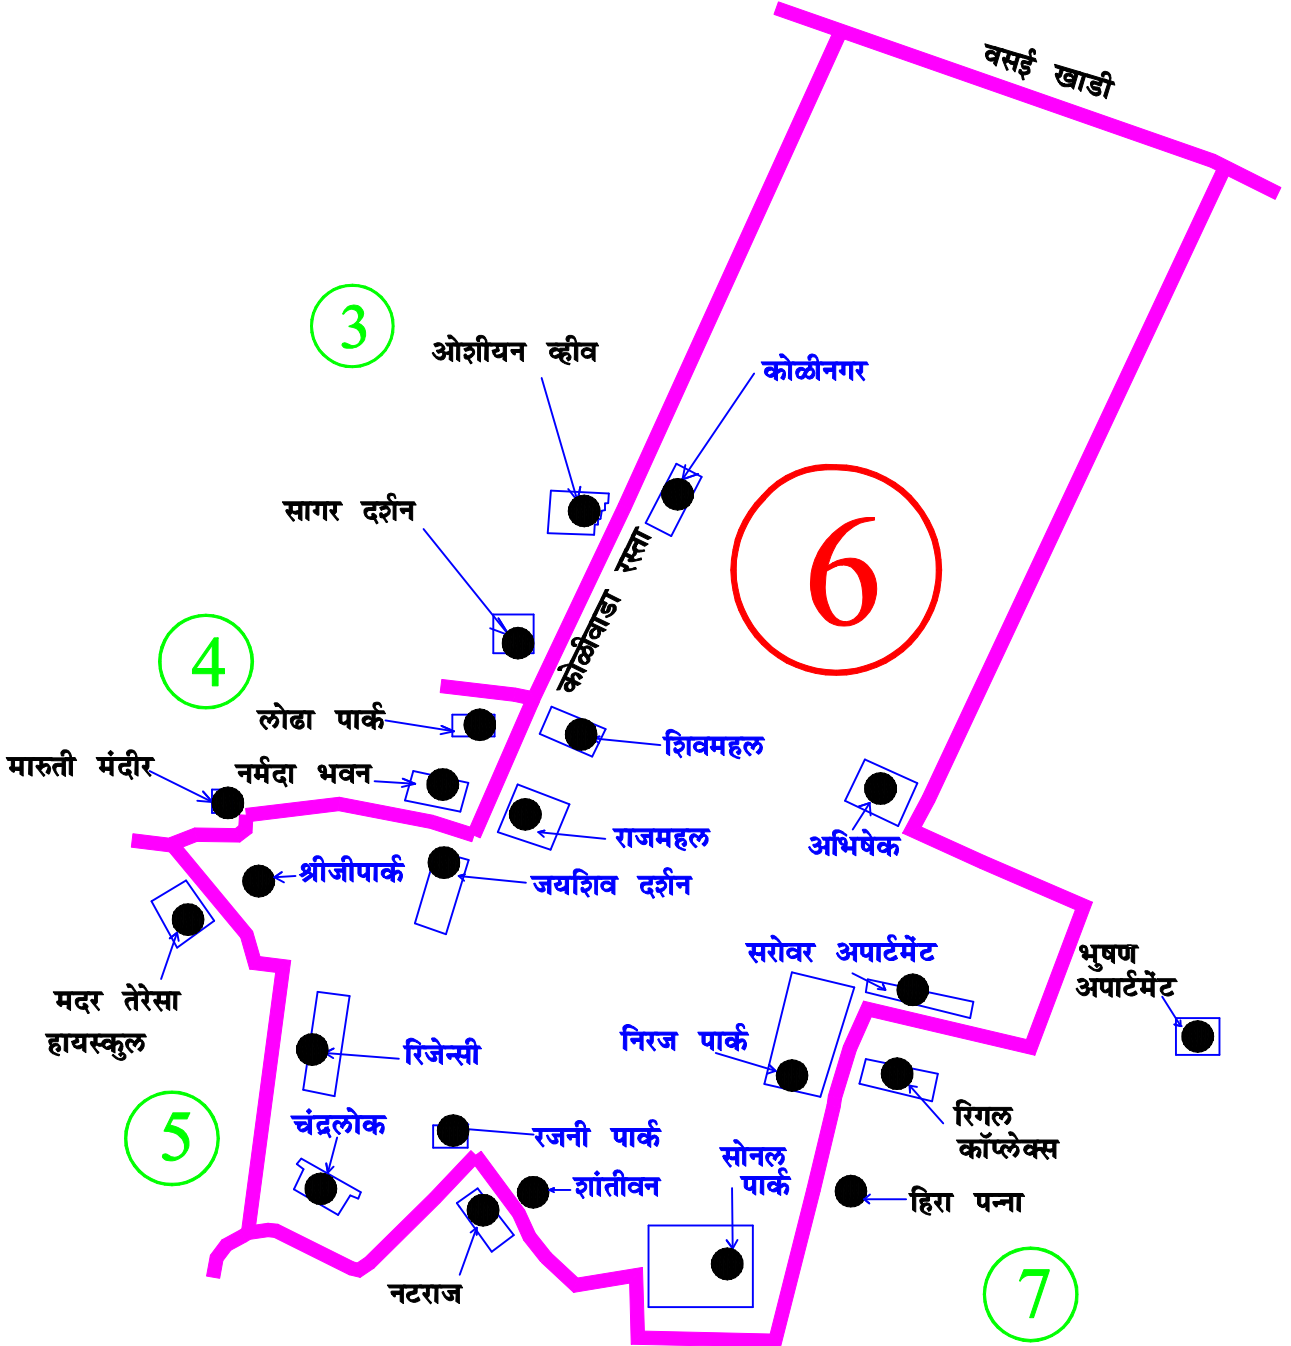 वसई खाडी
3
ओशीयन व्हीव
कोळीनगर
सागर दर्शन
6
कोळीवाडा रस्ता
4
लोढा पार्क
शिवमहल
मारुती मंदीर
नर्मदा भवन
राजमहल
अभिषेक
श्रीजीपार्क
जयशिव दर्शन
सरोवर अपार्टमेंट
भुषण
अपार्टमेंट
मदर तेरेसा
हायस्कुल
निरज पार्क
रिजेन्सी
5
चंद्रलोक
रजनी पार्क
रिगल
कॉप्लेक्स
सोनल
पार्क
शांतीवन
हिरा पन्ना
नटराज
7